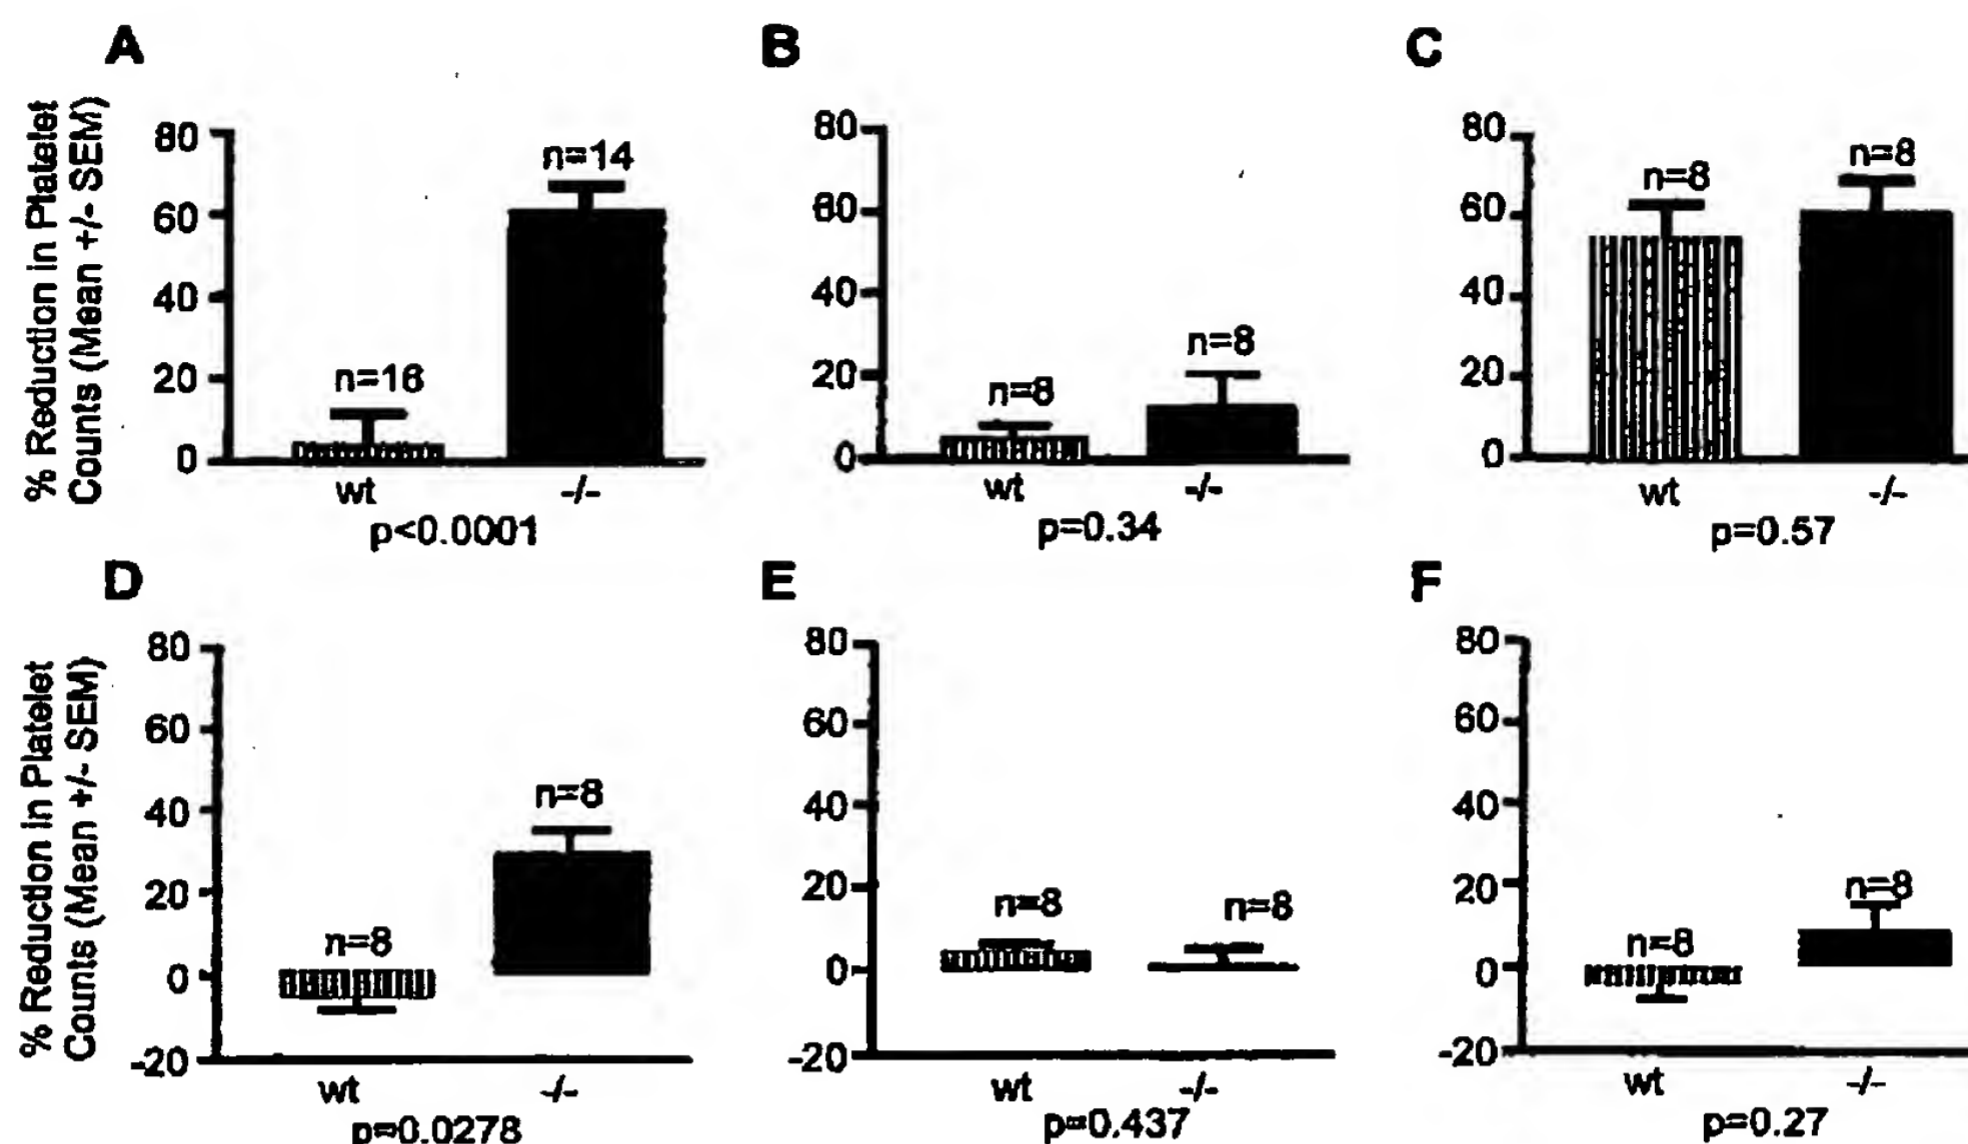 A
B
C
% Reduction in Platelet
Counts (Mean +/- SEM)
80
60
40
20
0
n=16
n=14
wt
-/-
p<0.0001
80
60
40
20
0
n=8
n=8
wt
-/-
p=0.34
80
60
40
20
0
n=8
n=8
wt
-/-
p=0.57
D
E
F
% Reduction in Platelet
Counts (Mean +/- SEM)
80
60
40
20
0
-20
n=8
n=8
wt
-/-
p=0.0278
80
60
40
20
0
-20
n=8
n=8
wt
-/-
p=0.437
80
60
40
20
0
-20
n=8
n=8
wt
-/-
p=0.27